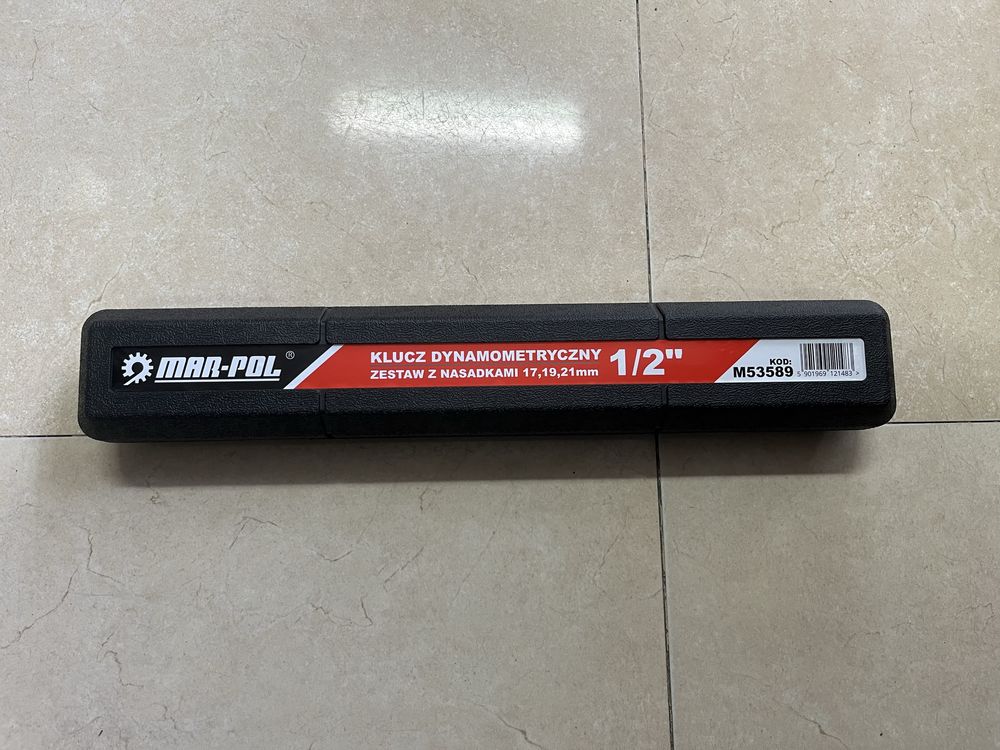 MAR-POL ®
KLUCZ DYNAMOMETRYCZNY
ZESTAW Z NASADKAMI 17,19,21mm
1/2"
KOD:
M53589
5 901969 121483 >